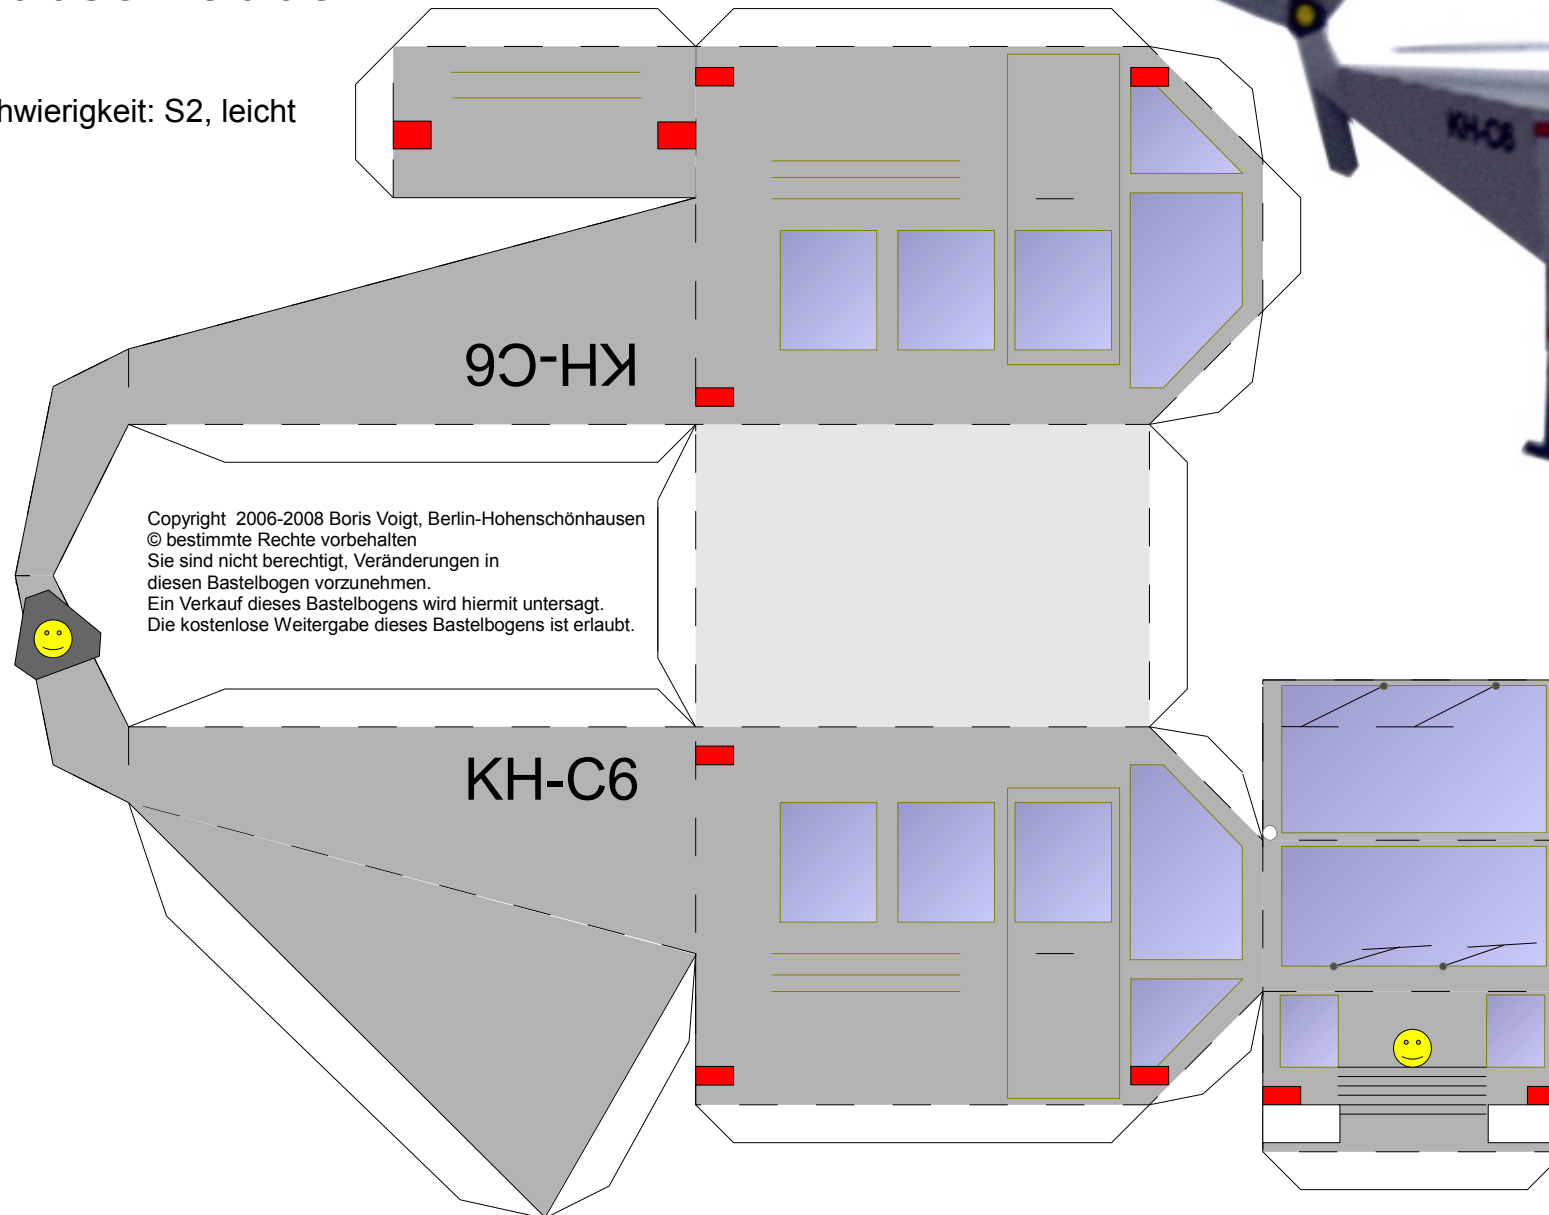 hwierigkeit: S2, leicht
KH-C6
KH-C6
Copyright 2006-2008 Boris Voigt, Berlin-Hohenschönhausen
© bestimmte Rechte vorbehalten
Sie sind nicht berechtigt, Veränderungen in
diesen Bastelbogen vorzunehmen.
Ein Verkauf dieses Bastelbogens wird hiermit untersagt.
Die kostenlose Weitergabe dieses Bastelbogens ist erlaubt.
KH-C6